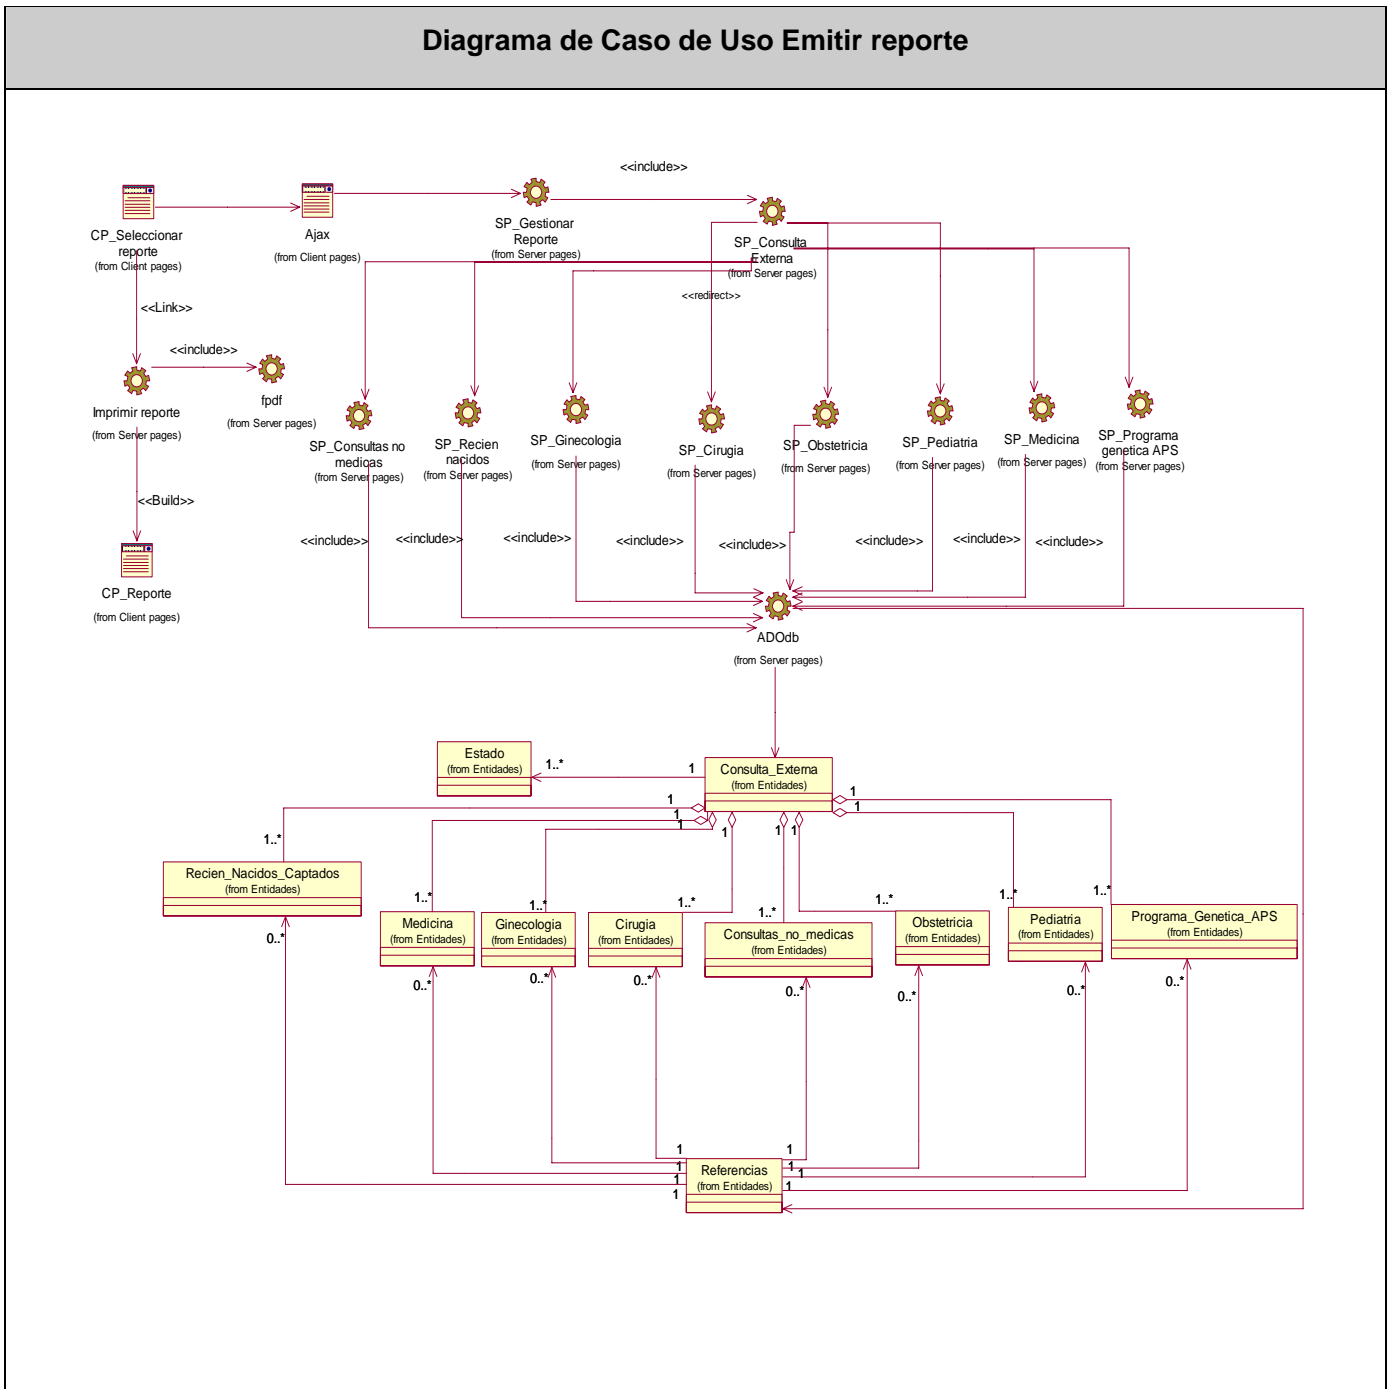 Diagrama de Caso de Uso Emitir reporte
<<include>>
CP_Seleccionar
reporte
(from Client pages)
Ajax
(from Client pages)
SP_Gestionar
Reporte
(from Server pages)
SP_Consulta
Externa
(from Server pages)
<<redirect>>
<<Link>>
<<include>>
Imprimir reporte
(from Server pages)
fpdf
(from Server pages)
SP_Consultas no
medicas
(from Server pages)
SP_Recien
nacidos
(from Server pages)
SP_Ginecologia
(from Server pages)
SP_Cirugia
(from Server pages)
SP_Obstetricia
(from Server pages)
SP_Pediatria
(from Server pages)
SP_Medicina
(from Server pages)
SP_Programa
genetica APS
(from Server pages)
<<Build>>
<<include>>
<<include>>
<<include>>
<<include>>
<<include>>
<<include>>
<<include>>
<<include>>
CP_Reporte
(from Client pages)
ADOdb
(from Server pages)
Estado
(from Entidades)
1..*
1
Consulta_Externa
(from Entidades)
1
1
1
1
1
1
1
1
1..*
1..*
1..*
1..*
1..*
1..*
1..*
1..*
Recien_Nacidos_Captados
(from Entidades)
Medicina
(from Entidades)
Ginecologia
(from Entidades)
Cirugia
(from Entidades)
Consultas_no_medicas
(from Entidades)
Obstetricia
(from Entidades)
Pediatria
(from Entidades)
Programa_Genetica_APS
(from Entidades)
0..*
0..*
0..*
0..*
0..*
0..*
0..*
0..*
1
1
1
1
1
1
1
1
Referencias
(from Entidades)